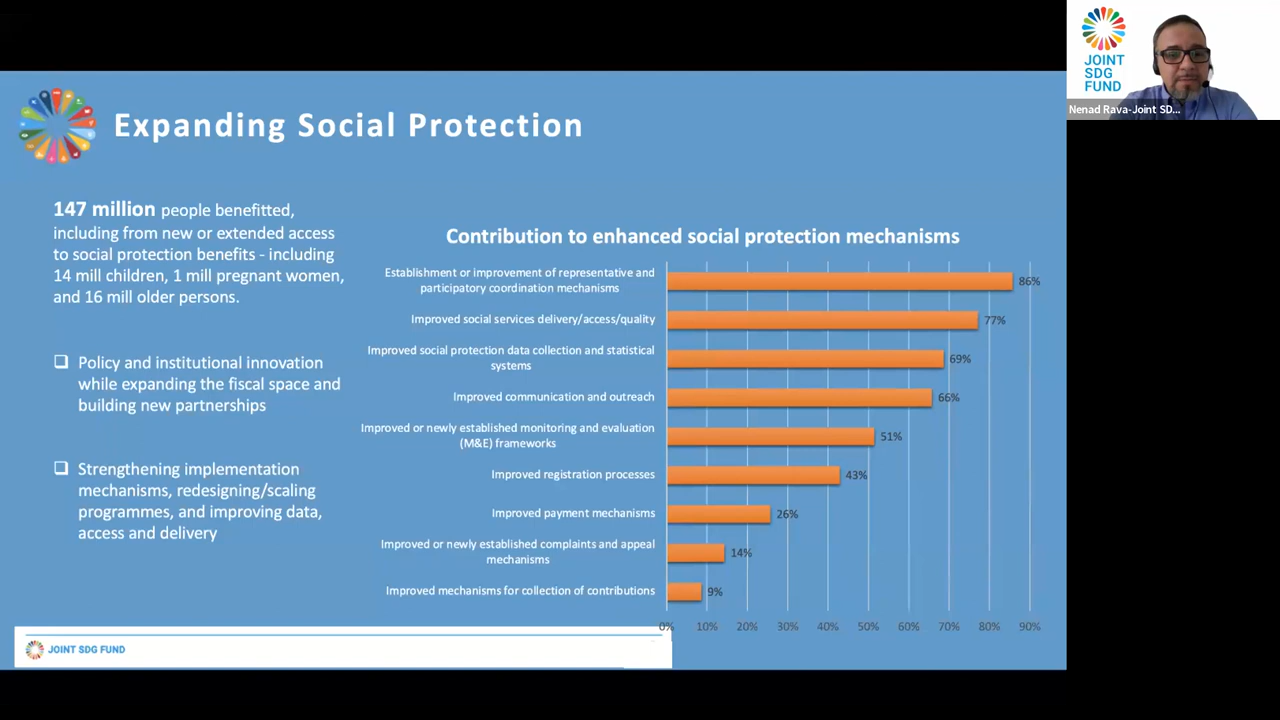 Expanding Social Protection
147 million people benefitted,
including from new or extended access
to social protection benefits - including
14 mill children, 1 mill pregnant women,
and 16 mill older persons.
Policy and institutional innovation
while expanding the fiscal space and
building new partnerships
Strengthening implementation
mechanisms, redesigning/scaling
programmes, and improving data,
access and delivery
Contribution to enhanced social protection mechanisms
Establishment or improvement of representative and
participatory coordination mechanisms
86%
Improved social services delivery/access/quality
77%
Improved social protection data collection and statistical
systems
69%
Improved communication and outreach
66%
Improved or newly established monitoring and evaluation
(M&E) frameworks
51%
Improved registration processes
43%
Improved payment mechanisms
26%
Improved or newly established complaints and appeal
mechanisms
14%
Improved mechanisms for collection of contributions
9%
0% 10% 20% 30% 40% 50% 60% 70% 80% 90%
JOINT SDG FUND
JOINT
SDG
FUND
Nenad Rava-Joint SD...